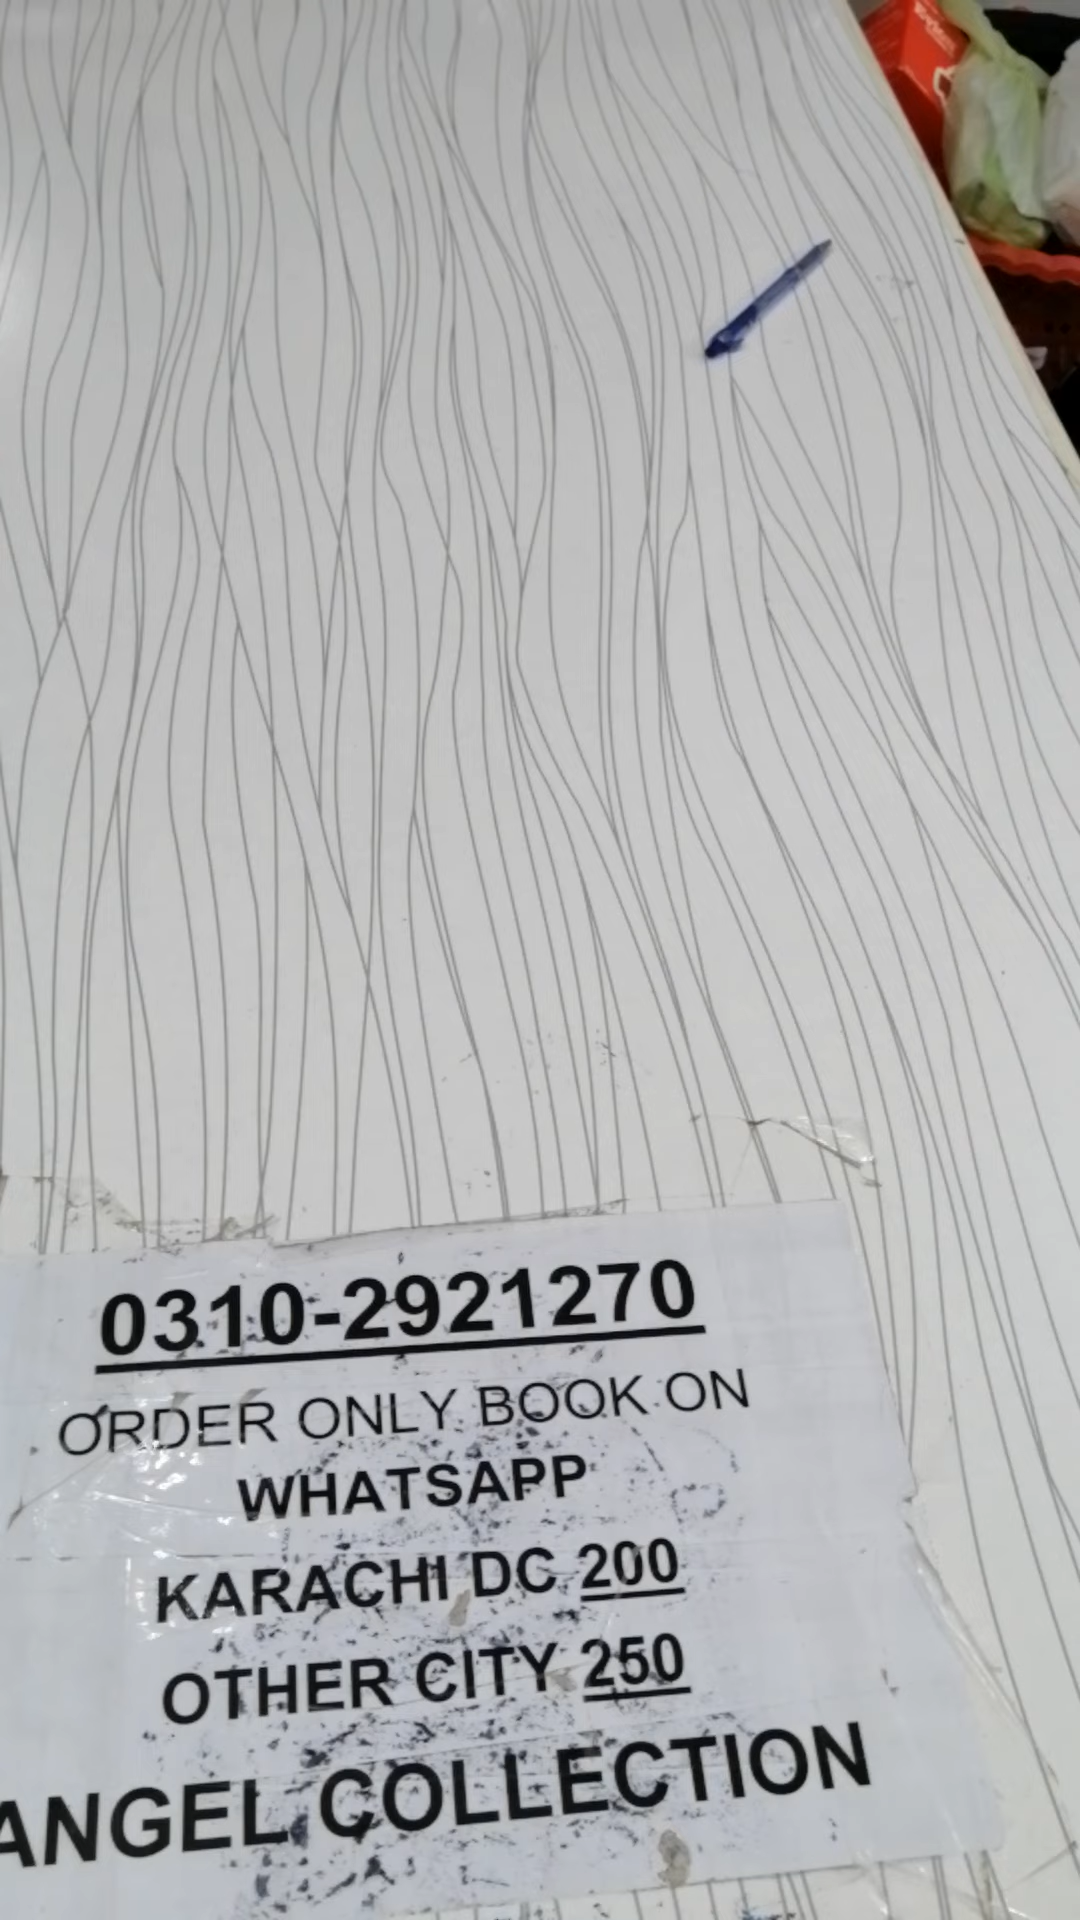 0310-2921270
ORDER ONLY BOOK ON
WHATSAPP
KARACHI DC 200
OTHER CITY 250
ANGEL COLLECTION